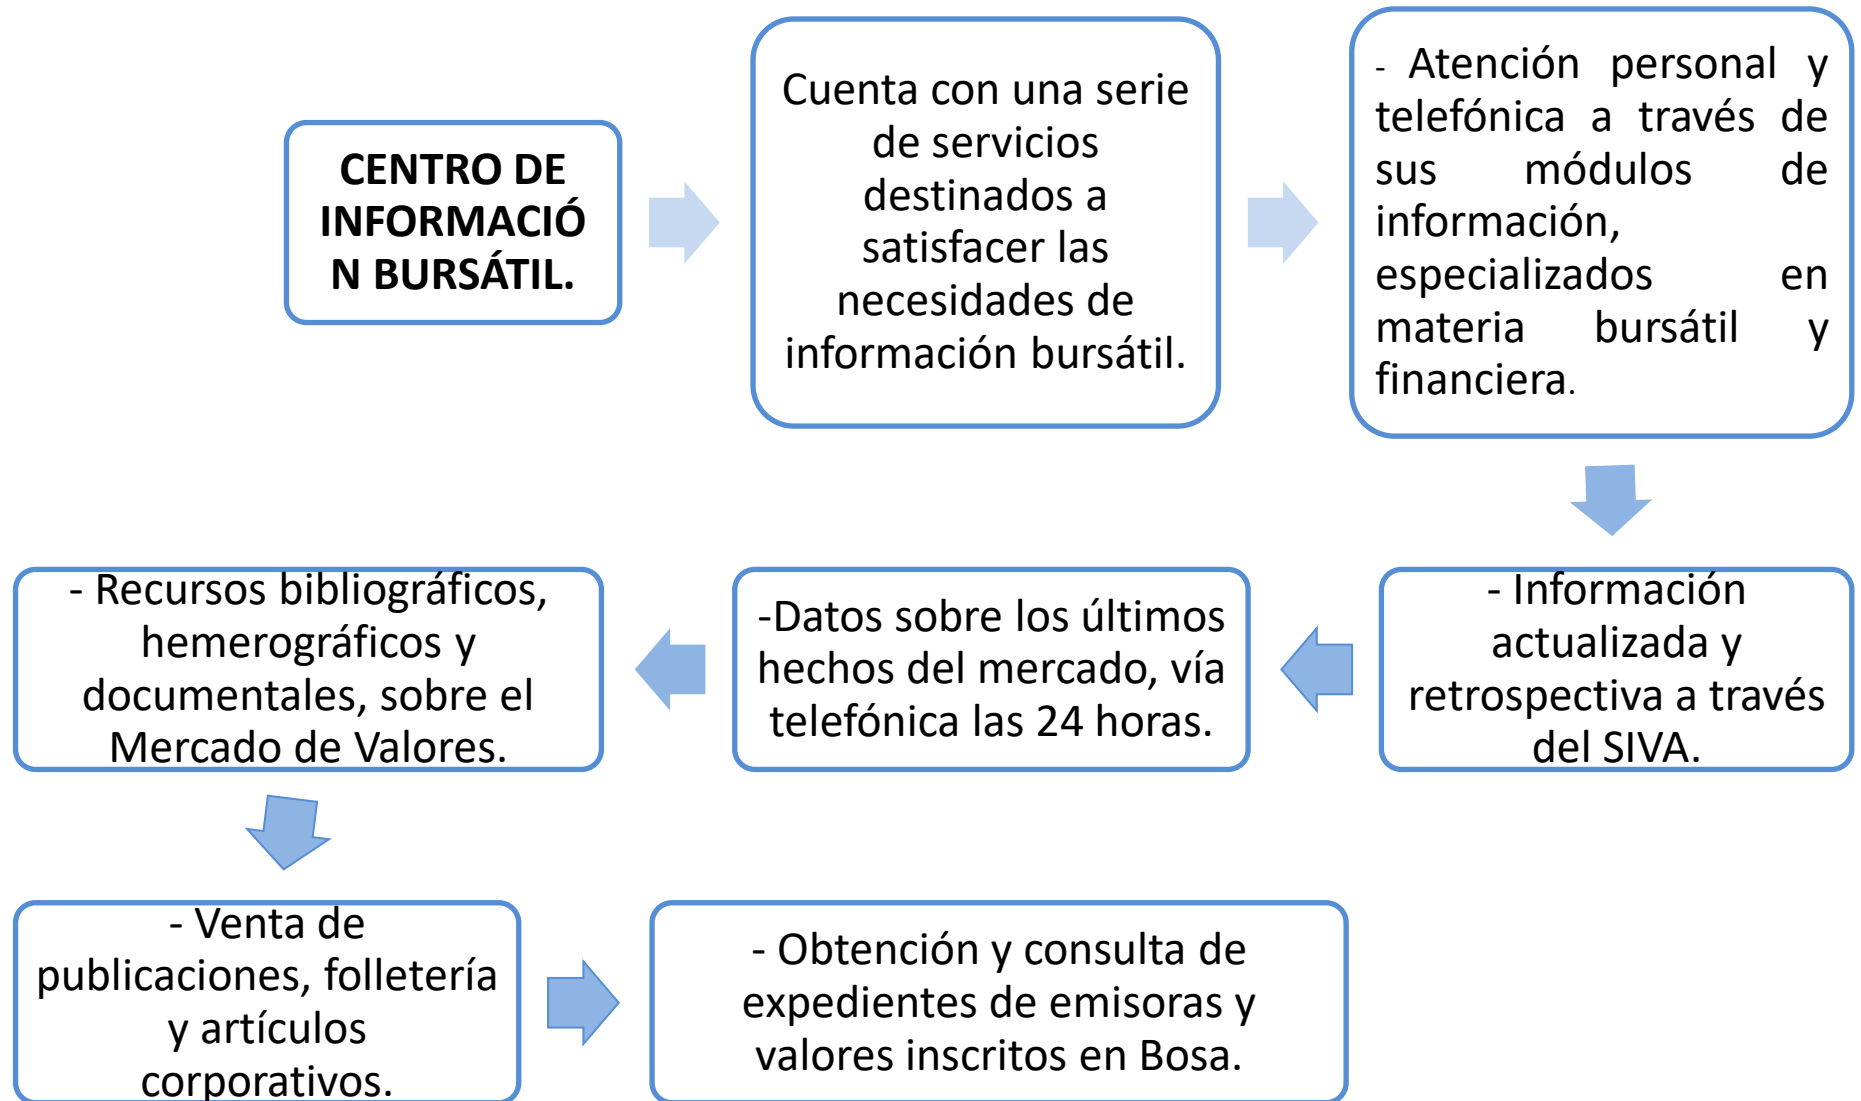 CENTRO DE
INFORMACIÓ
N BURSÁTIL.
Cuenta con una serie
de servicios
destinados a
satisfacer las
necesidades de
información bursátil.
- Atención personal y
telefónica a través de
sus módulos de
información,
especializados en
materia bursátil y
financiera.
- Información
actualizada y
retrospectiva a través
del SIVA.
-Datos sobre los últimos
hechos del mercado, vía
telefónica las 24 horas.
- Recursos bibliográficos,
hemerográficos y
documentales, sobre el
Mercado de Valores.
- Venta de
publicaciones, folletería
y artículos
corporativos.
- Obtención y consulta de
expedientes de emisoras y
valores inscritos en Bosa.